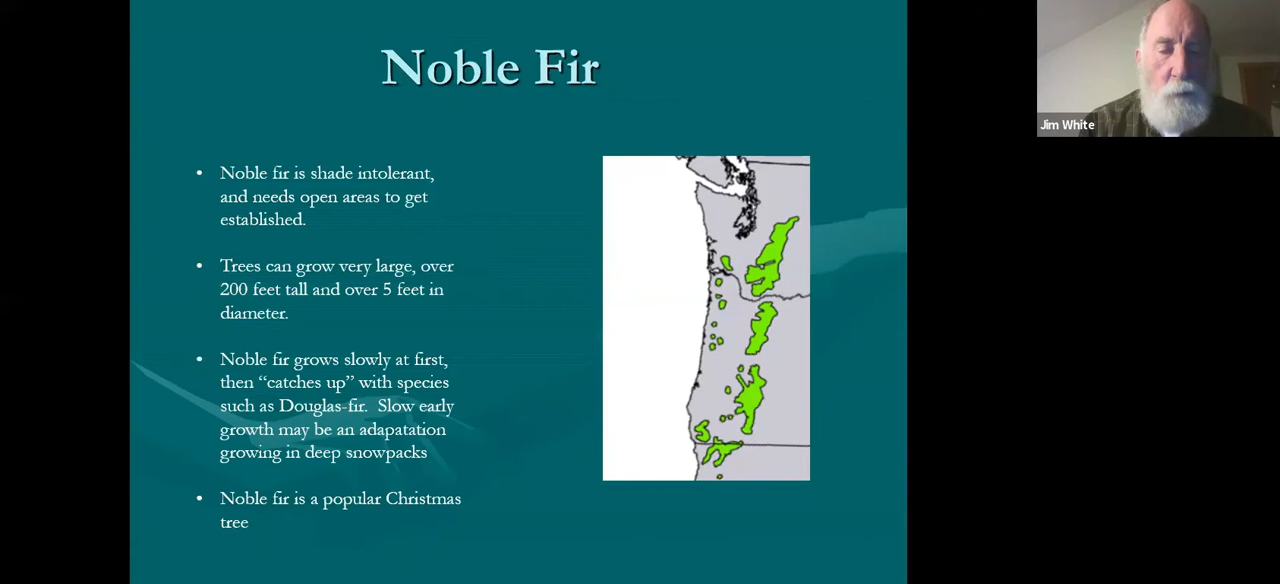 Noble Fir
Jim White
• Noble fir is shade intolerant,
and needs open areas to get
established.
• Trees can grow very large, over
200 feet tall and over 5 feet in
diameter.
• Noble fir grows slowly at first,
then “catches up” with species
such as Douglas-fir. Slow early
growth may be an adapatation
growing in deep snowpacks
• Noble fir is a popular Christmas
tree